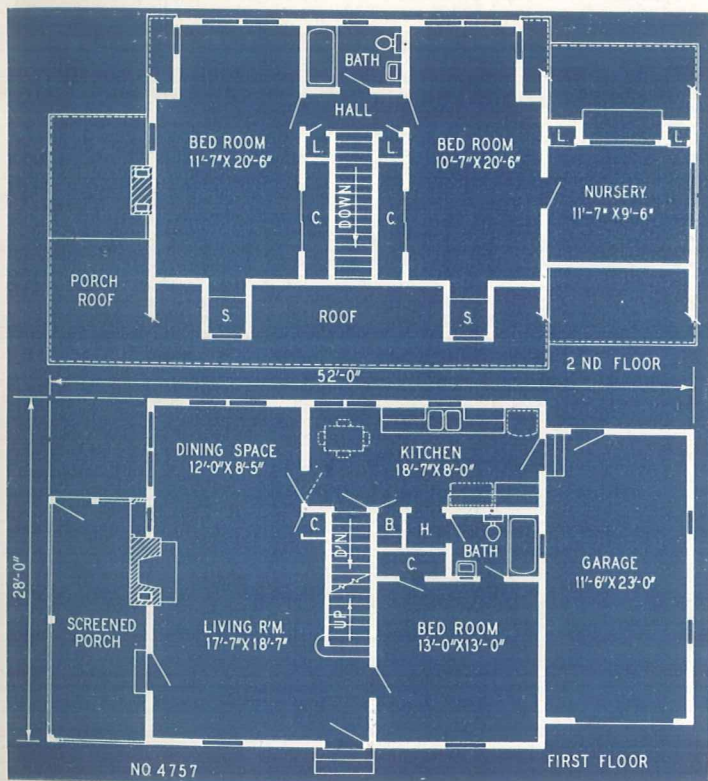 BATH
HALL
BED ROOM
11'-7" X 20'-6"
BED ROOM
10'-7" X 20'-6"
L.
L.
L.
L.
NURSERY.
11'-7" X 9'-6"
C.
DOWN
C.
PORCH
ROOF
S.
ROOF
S.
2 ND. FLOOR
52'-0"
DINING SPACE
12'-0" X 8'-5"
KITCHEN
18'-7" X 8'-0"
C.
D'N
B.
H.
BATH
C.
GARAGE
11'-6" X 23'-0"
28'-0"
SCREENED
PORCH
LIVING R'M.
17'-7" X 18'-7"
UP
BED ROOM
13'-0" X 13'-0"
NO. 4757
FIRST FLOOR